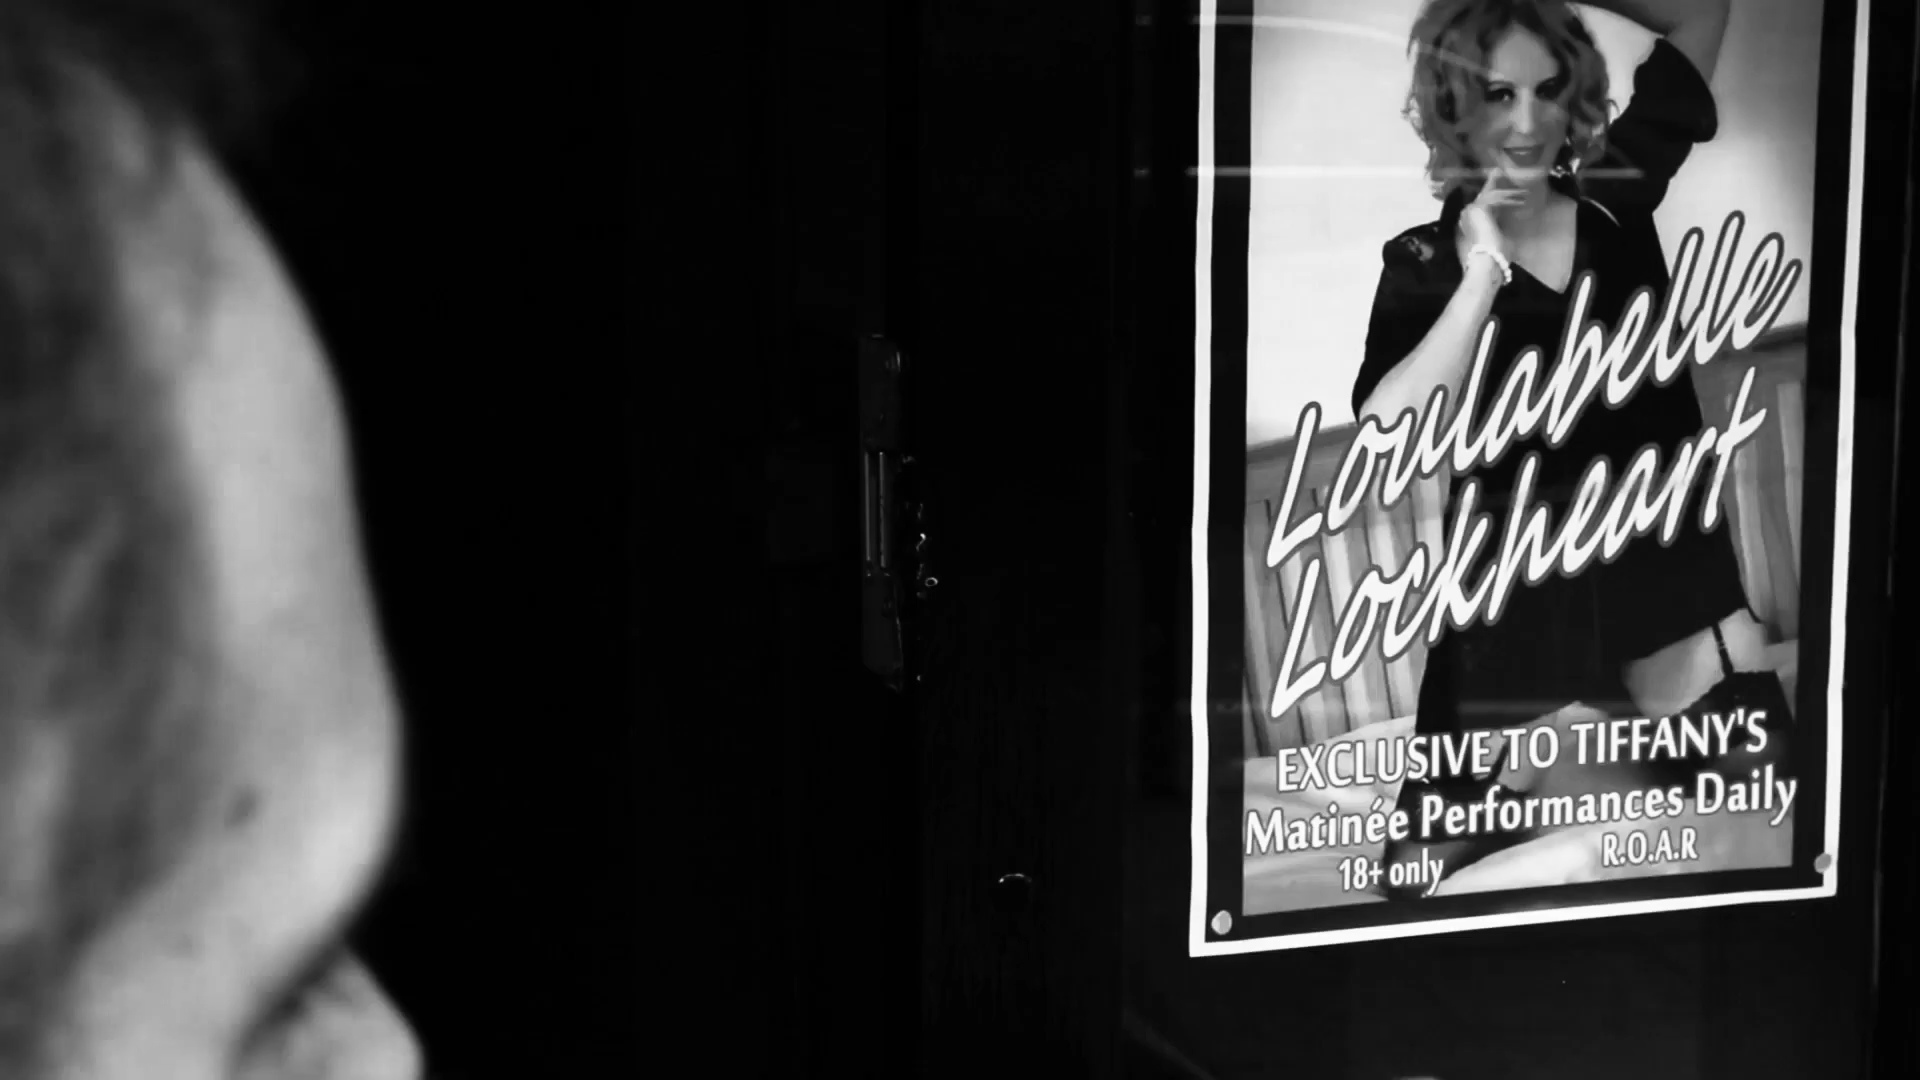 Loulabelle
Lockheart
EXCLUSIVE TO TIFFANY'S
Matinée Performances Daily
18+ only
R.O.A.R